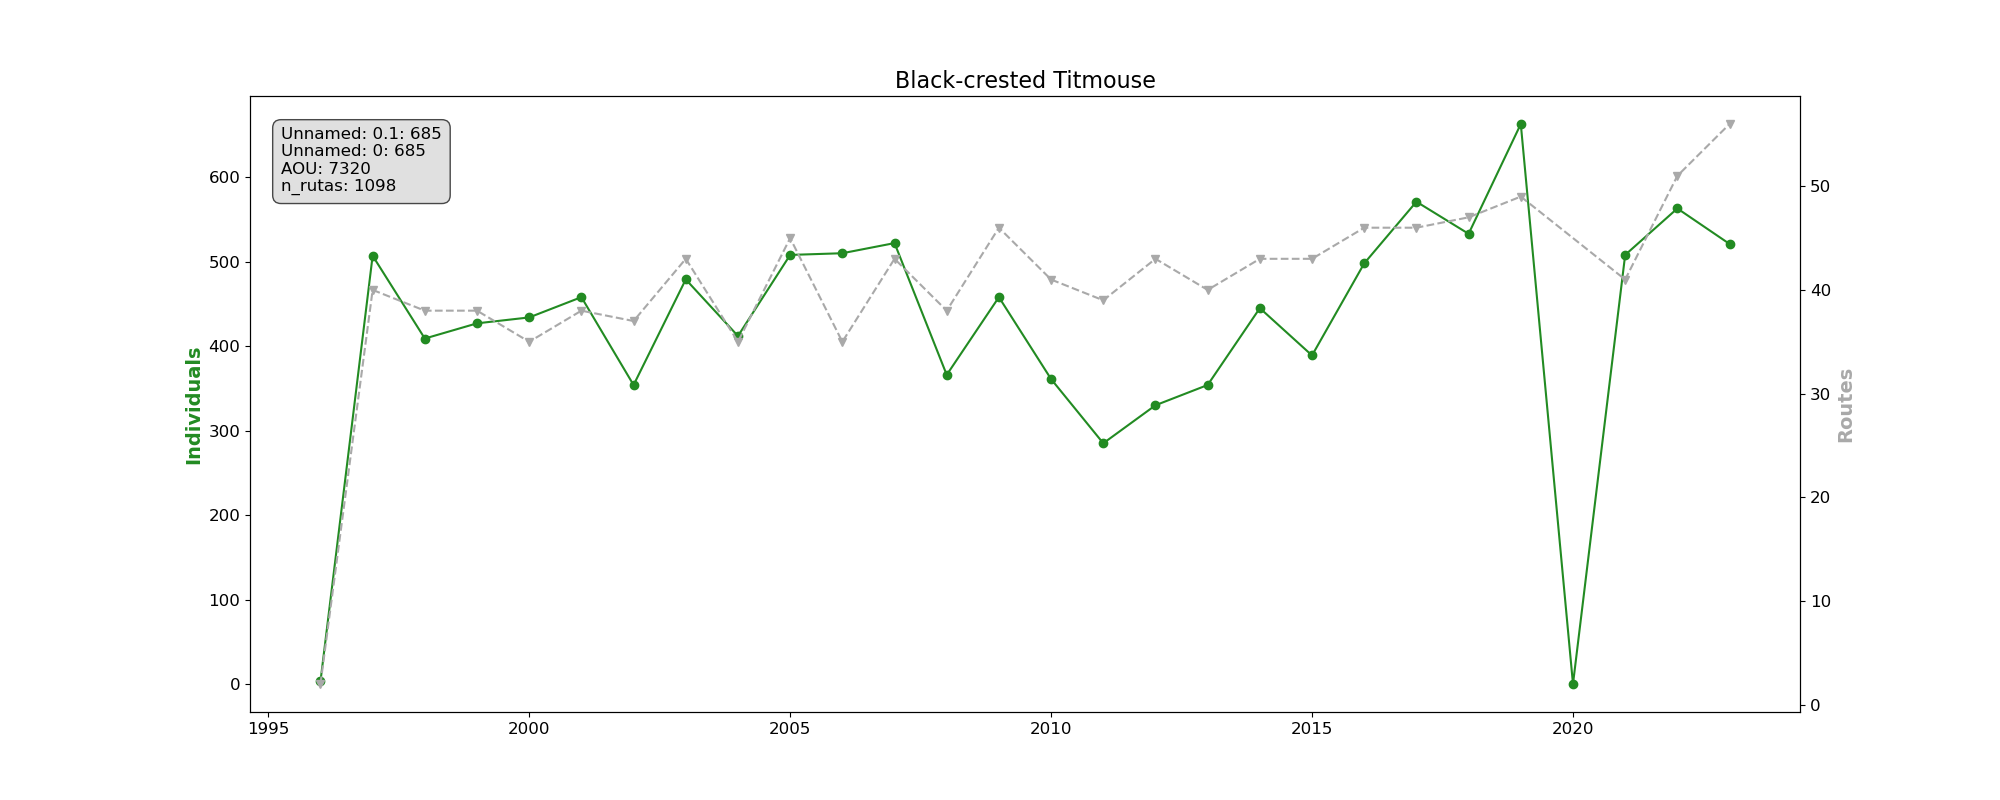 Black-crested Titmouse
Unnamed: 0.1: 685
Unnamed: 0: 685
AOU: 7320
n_rutas: 1098
600
500
400
300
200
100
0
Individuals
50
40
30
20
10
0
Routes
1995
2000
2005
2010
2015
2020